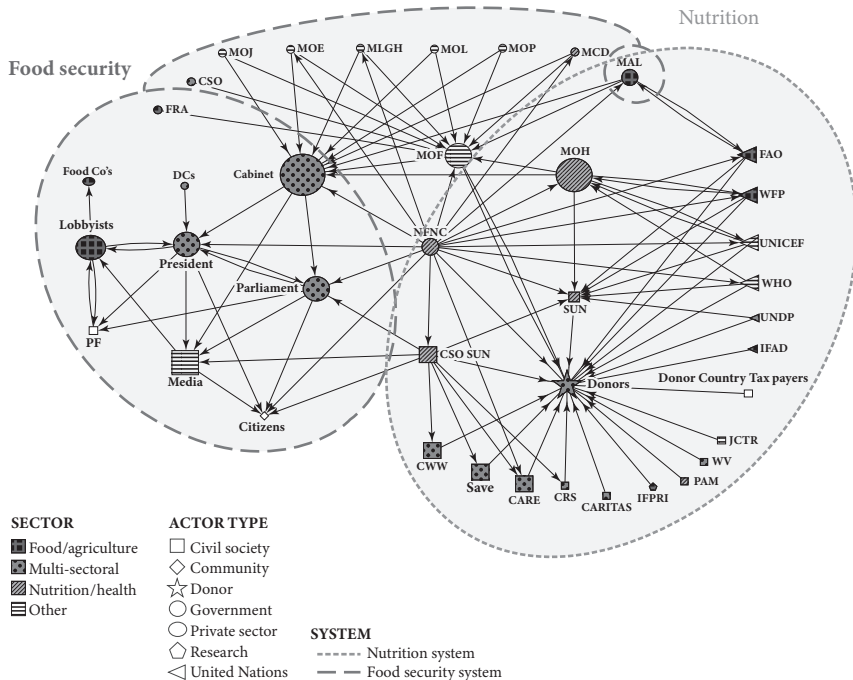 Nutrition
Food security
MOJ
MOE
MLGH
MOL
MOP
MCD
MAL
CSO
FRA
MOF
MOH
FAO
Food Co's
DCs
Cabinet
WFP
Lobbyists
President
NFNC
UNICEF
Parliament
WHO
SUN
UNDP
PF
Media
CSO SUN
IFAD
Donors
Donor Country Tax payers
Citizens
JCTR
CWW
Save
CARE
CRS
CARITAS
IFPRI
PAM
WV
SECTOR
Food/agriculture
Multi-sectoral
Nutrition/health
Other
ACTOR TYPE
Civil society
Community
Donor
Government
Private sector
Research
United Nations
SYSTEM
Nutrition system
Food security system